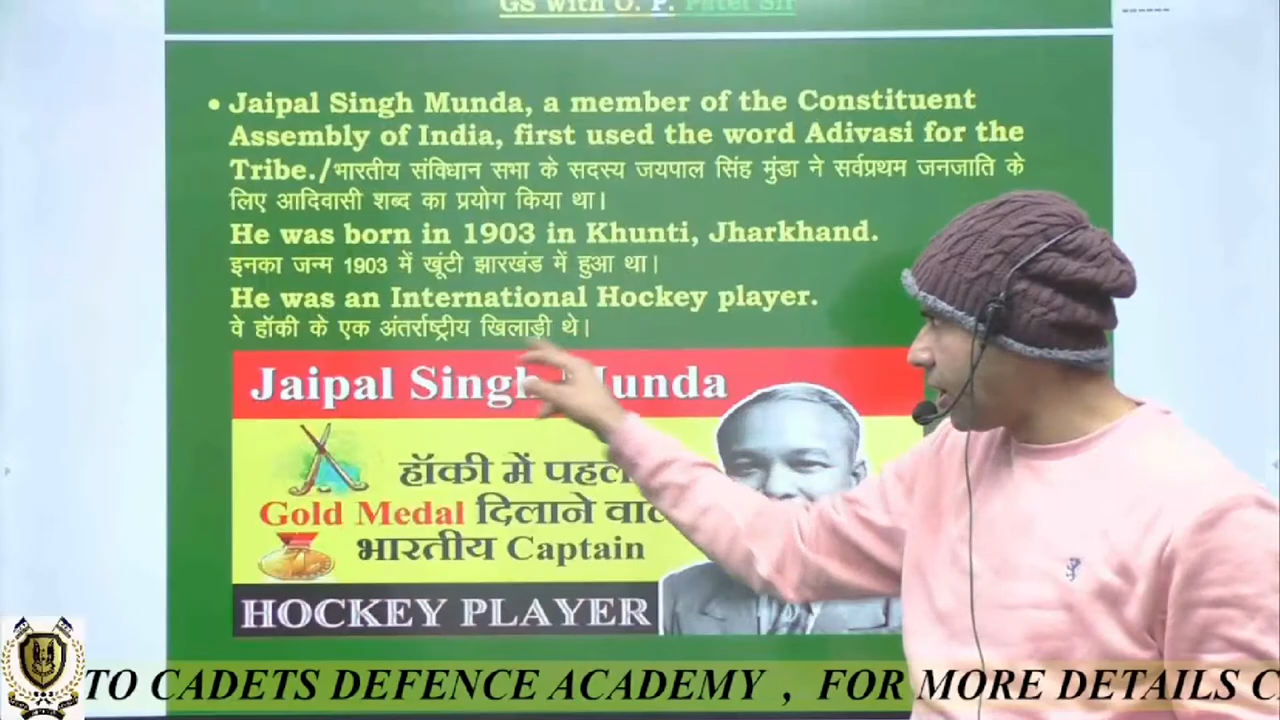 GS with O. P. Patel Sir
• Jaipal Singh Munda, a member of the Constituent
Assembly of India, first used the word Adivasi for the
Tribe./भारतीय संविधान सभा के सदस्य जयपाल सिंह मुंडा ने सर्वप्रथम जनजाति के
लिए आदिवासी शब्द का प्रयोग किया था।
He was born in 1903 in Khunti, Jharkhand.
इनका जन्म 1903 में खूंटी झारखंड में हुआ था।
He was an International Hockey player.
वे हॉकी के एक अंतर्राष्ट्रीय खिलाड़ी थे।
Jaipal Singh Munda
हॉकी में
Gold Medal दिलाने
भारतीय Captain
HOCKEY PLAYER
TO CADETS DEFENCE ACADEMY , FOR MORE DETAILS